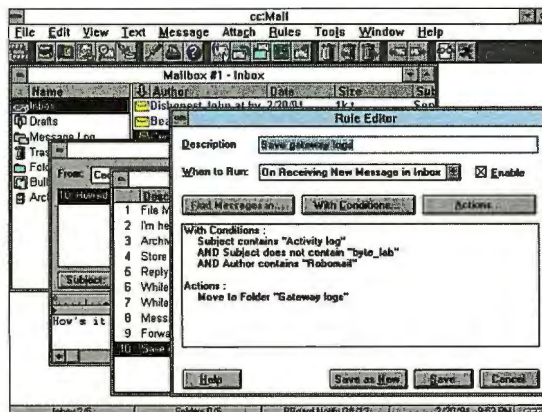 cc:Mail
File Edit View Text Message Attach Rules Tools Window Help
Mailbox #1 - Inbox
Name Author Date Size Sub
Inbox
Dishonest John at by 2/20/91 1k
Drafts
Message Log
Rule Editor
Description Save gateway logs
When to Run: On Receiving New Message in Inbox Enable
Find Messages in... With Conditions... Actions...
With Conditions :
Subject contains "Activity log"
AND Subject does not contain "byte_lab"
AND Author contains "Robomail"
Actions :
Move to Folder "Gateway logs"
From:
1 File M
2 I'm he
3 Archiv
4 Store
5 Reply
6 While
7 While
8 Mess
9 Forwa
10 Save
Subject:
How's it
Help Save as New Save Cancel